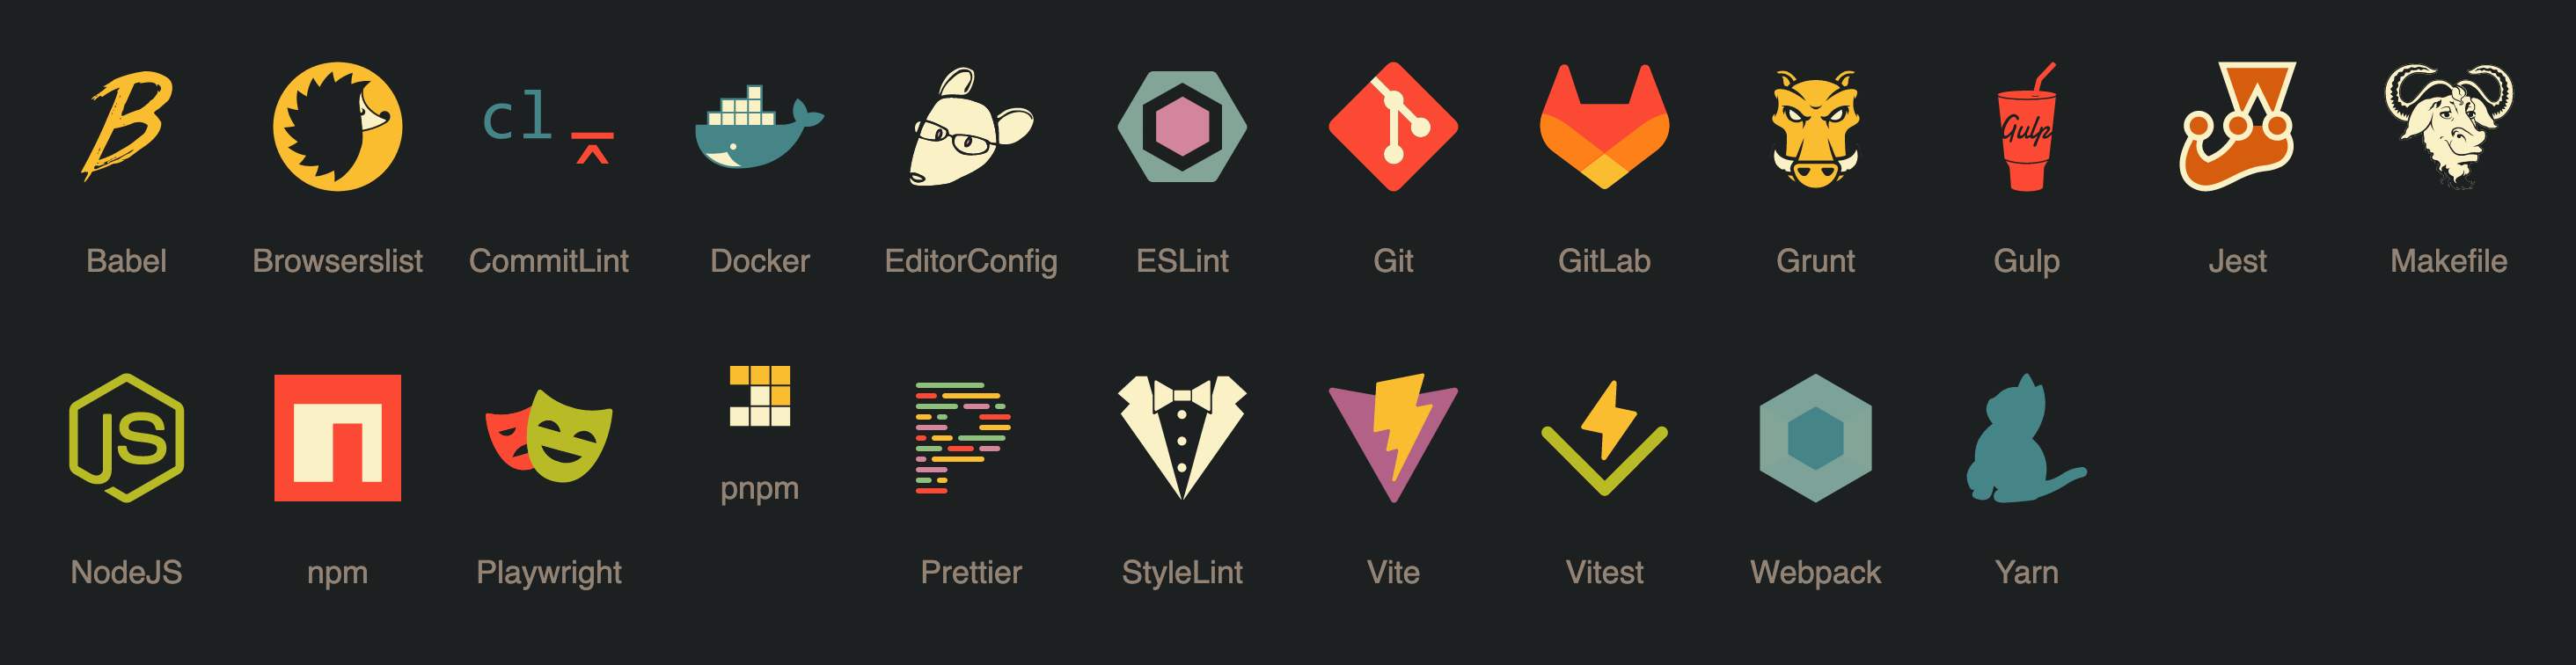 cl
Gulp
Babel
Browserslist
CommitLint
Docker
EditorConfig
ESLint
Git
GitLab
Grunt
Gulp
Jest
Makefile
JS
pnpm
NodeJS
npm
Playwright
Prettier
StyleLint
Vite
Vitest
Webpack
Yarn